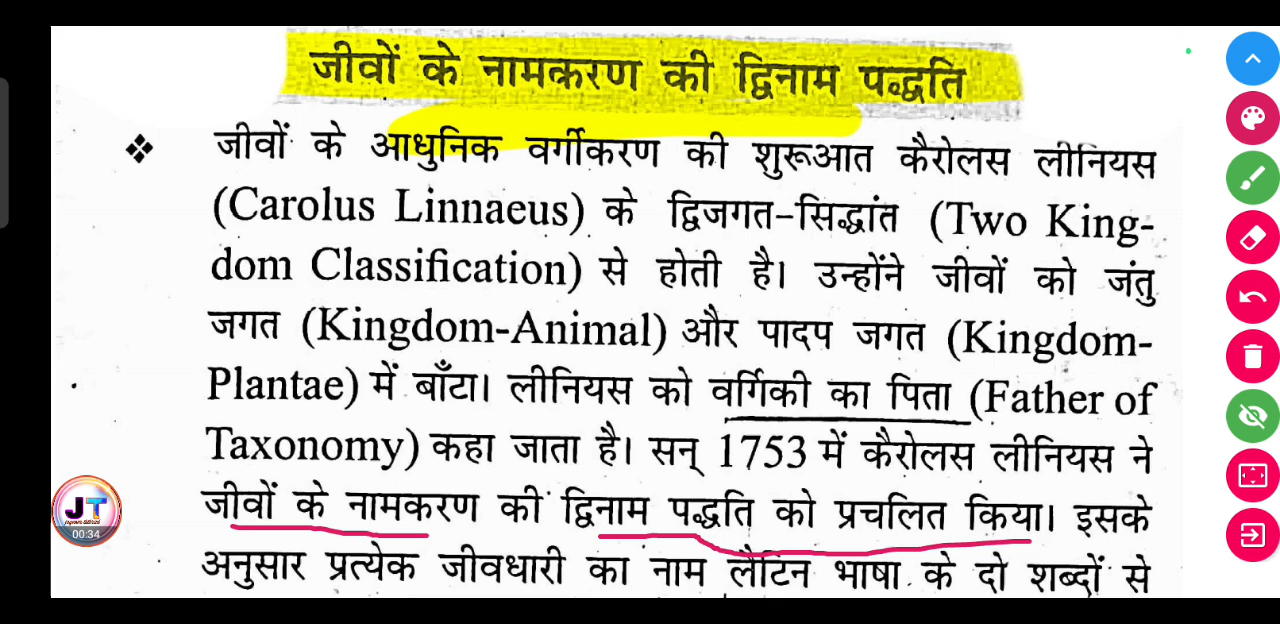 जीवों के नामकरण की द्विनाम पद्धति
❖ जीवों के आधुनिक वर्गीकरण की शुरूआत कैरोलस लीनियस
(Carolus Linnaeus) के द्विजगत-सिद्धांत (Two King-
dom Classification) से होती है। उन्होंने जीवों को जंतु
जगत (Kingdom-Animal) और पादप जगत (Kingdom-
Plantae) में बाँटा। लीनियस को वर्गिकी का पिता (Father of
Taxonomy) कहा जाता है। सन् 1753 में कैरोलस लीनियस ने
जीवों के नामकरण की द्विनाम पद्धति को प्रचलित किया। इसके
अनुसार प्रत्येक जीवधारी का नाम लैटिन भाषा के दो शब्दों से
JT
00:34